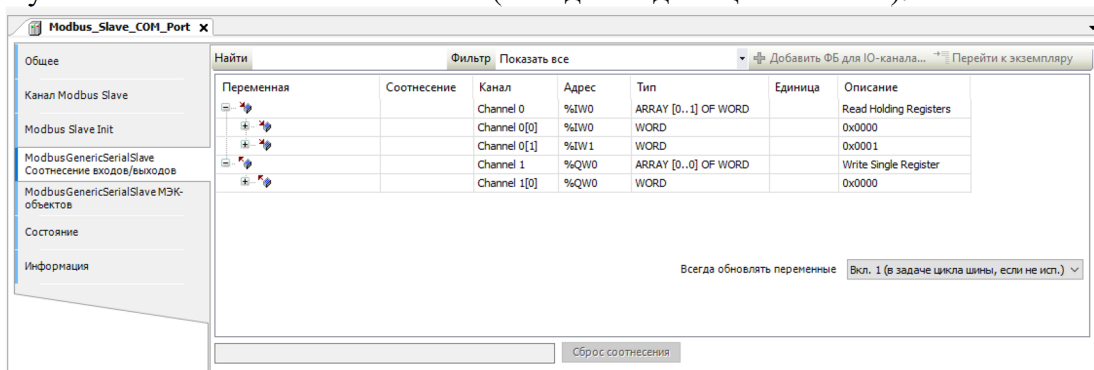 Modbus_Slave_COM_Port
Общее
Канал Modbus Slave
Modbus Slave Init
ModbusGenericSerialSlave
Соотнесение входов/выходов
ModbusGenericSerialSlave МЭК-
объектов
Состояние
Информация
Найти Фильтр Показать все Добавить ФБ для IO-канала... Перейти к экземпляру
Переменная Соотнесение Канал Адрес Тип Единица Описание
Channel 0 %IW0 ARRAY [0..1] OF WORD Read Holding Registers
Channel 0[0] %IW0 WORD 0x0000
Channel 0[1] %IW1 WORD 0x0001
Channel 1 %QW0 ARRAY [0..0] OF WORD Write Single Register
Channel 1[0] %QW0 WORD 0x0000
Всегда обновлять переменные Вкл. 1 (в задаче цикла шины, если не исп.)
Сброс соотнесения